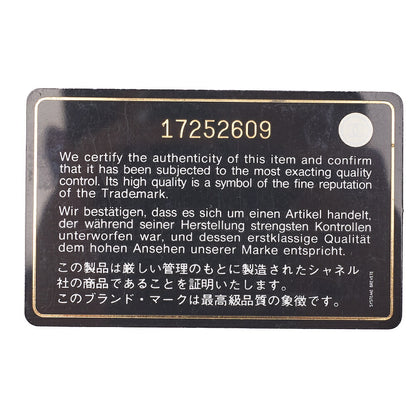 17252609
We certify the authenticity of this item and confirm
that it has been subjected to the most exacting quality
control. Its high quality is a symbol of the fine reputation
of the Trademark.
Wir bestätigen, dass es sich um einen Artikel handelt,
der während seiner Herstellung strengsten Kontrollen
unterworfen war, und dessen erstklassige Qualität
dem hohen Ansehen unserer Marke entspricht.
この製品は厳しい管理のもとに製造されたシャネル
社の商品であることを証明いたします。
このブランド・マークは最高級品質の象徴です。
SYSTEME BREVETE